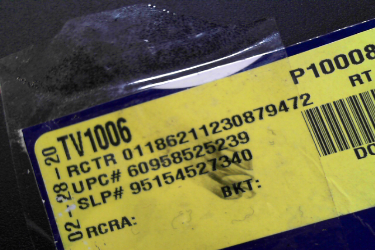 P10008
RT
TV1006
RCTR 01186211230879472
UPC# 60958525239
SLP# 95154527340
BKT:
RCRA:
02-28-20
DO